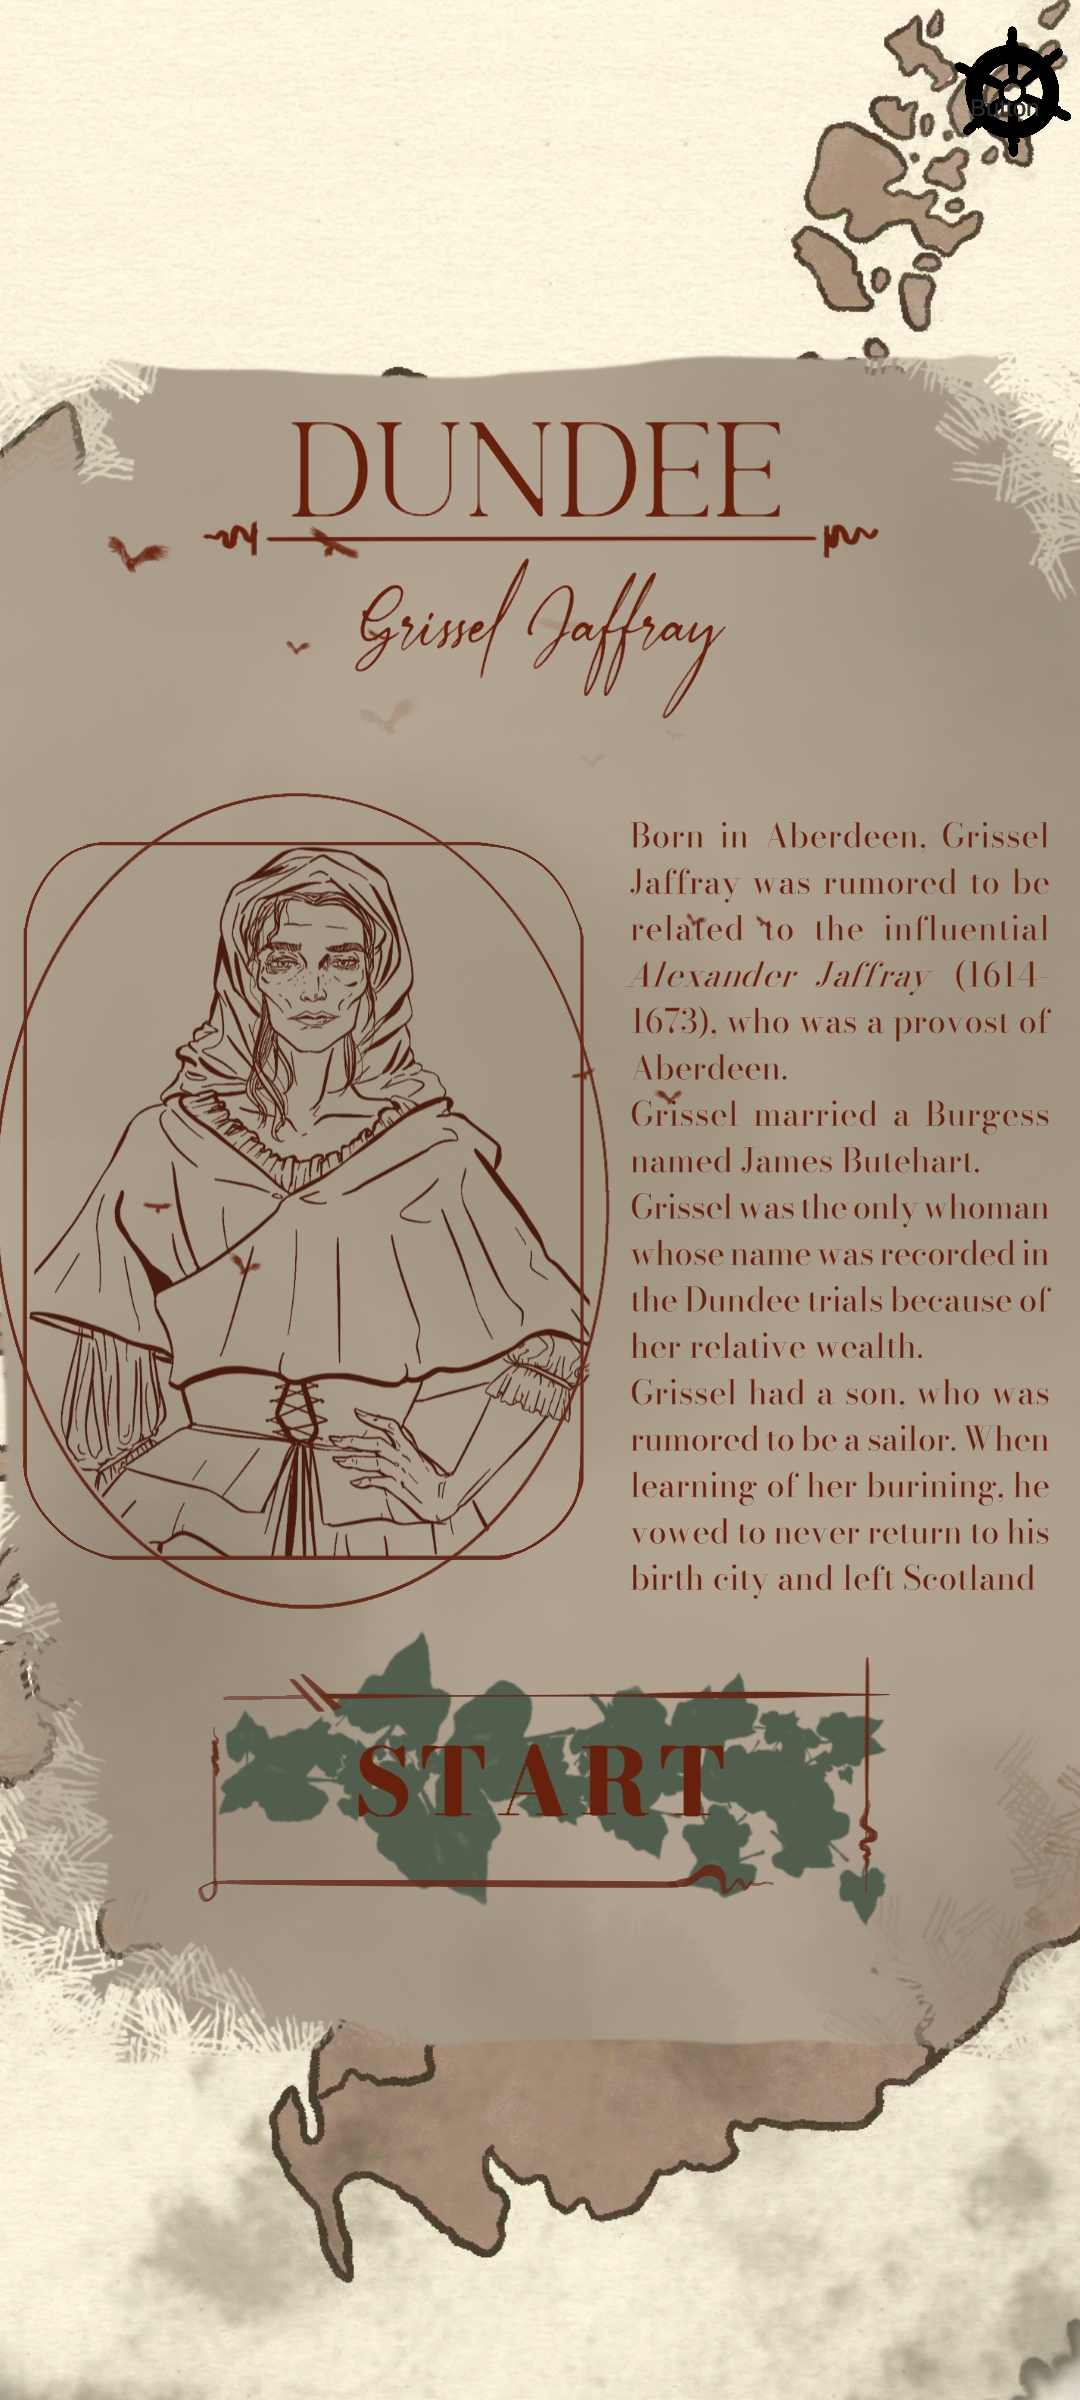 Button
DUNDEE
Grissel Jaffray
Born in Aberdeen, Grissel
Jaffray was rumored to be
related to the influential
Alexander Jaffray (1614-
1673), who was a provost of
Aberdeen.
Grissel married a Burgess
named James Butehart.
Grissel was the only whoman
whose name was recorded in
the Dundee trials because of
her relative wealth.
Grissel had a son, who was
rumored to be a sailor. When
learning of her burining, he
vowed to never return to his
birth city and left Scotland
START